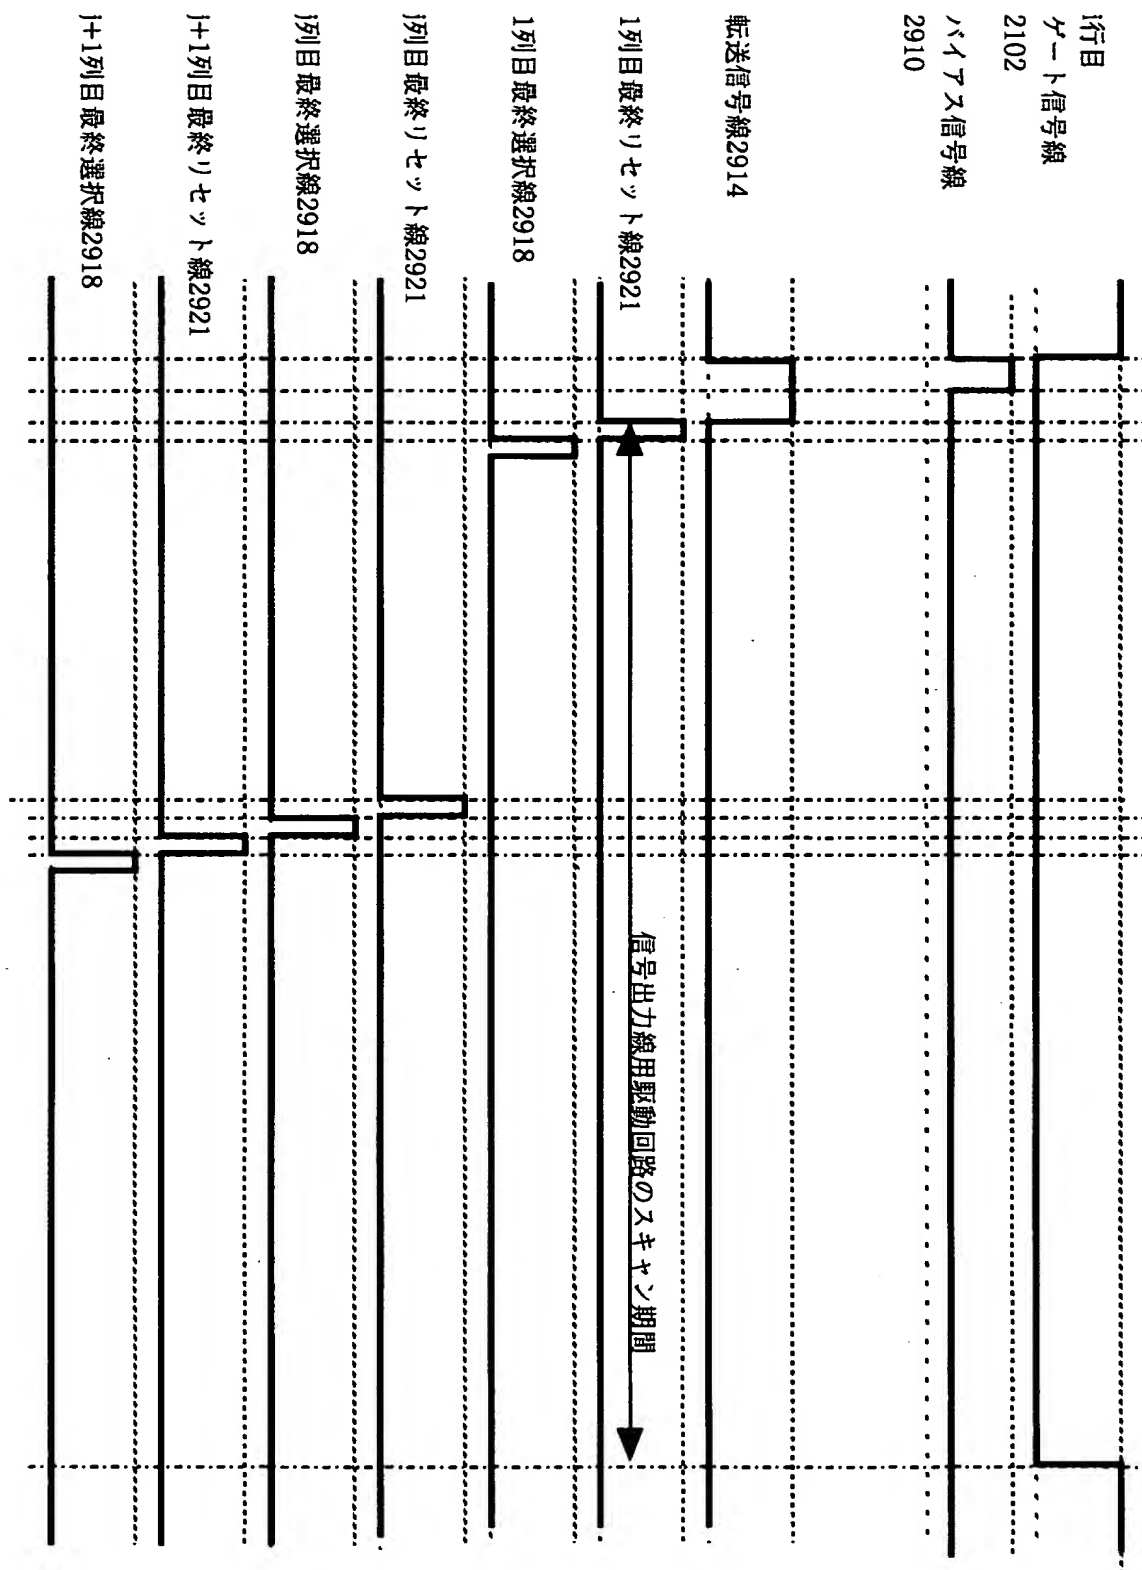 i行目
ゲート信号線
2102
バイアス信号線
2910
転送信号線2914
1列目最終リセット線2921
1列目最終選択線2918
j列目最終リセット線2921
j列目最終選択線2918
j+1列目最終リセット線2921
j+1列目最終選択線2918
信号出力線用駆動回路のスキャン期間